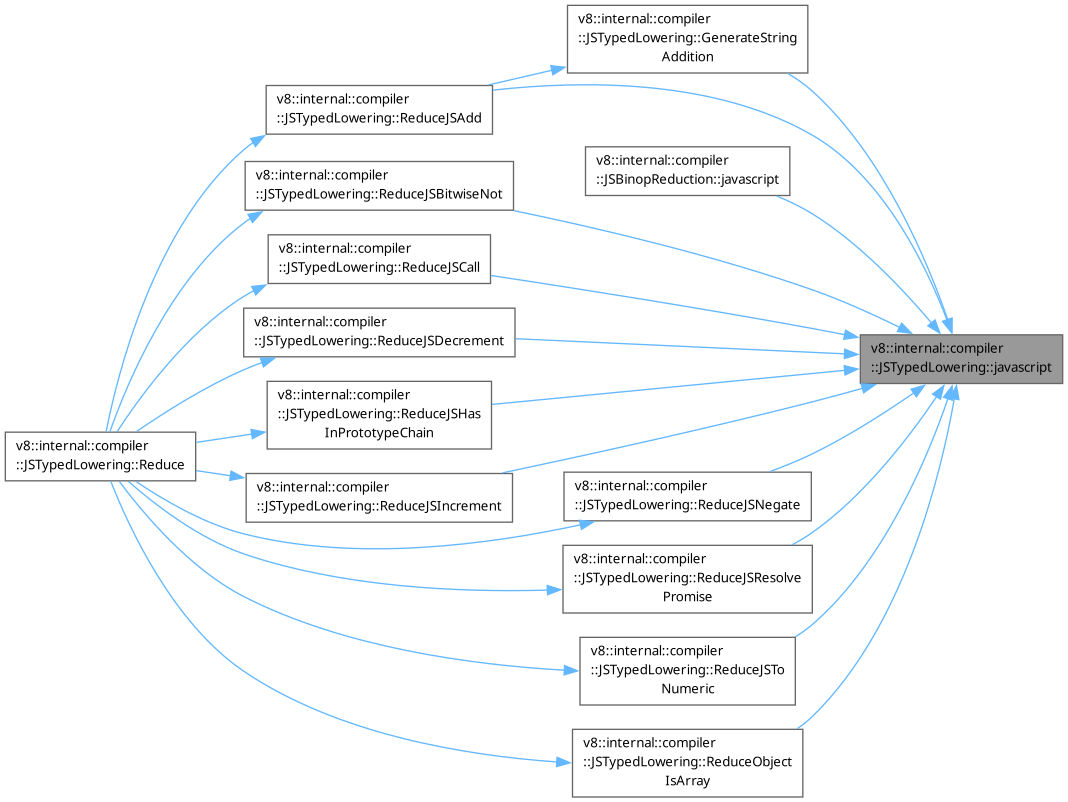 v8::internal::compiler
::JSTypedLowering::GenerateString
Addition
v8::internal::compiler
::JSTypedLowering::ReduceJSAdd
v8::internal::compiler
::JSBinopReduction::javascript
v8::internal::compiler
::JSTypedLowering::ReduceJSBitwiseNot
v8::internal::compiler
::JSTypedLowering::ReduceJSCall
v8::internal::compiler
::JSTypedLowering::ReduceJSDecrement
v8::internal::compiler
::JSTypedLowering::javascript
v8::internal::compiler
::JSTypedLowering::ReduceJSHas
InPrototypeChain
v8::internal::compiler
::JSTypedLowering::Reduce
v8::internal::compiler
::JSTypedLowering::ReduceJSIncrement
v8::internal::compiler
::JSTypedLowering::ReduceJSNegate
v8::internal::compiler
::JSTypedLowering::ReduceJSResolve
Promise
v8::internal::compiler
::JSTypedLowering::ReduceJSTo
Numeric
v8::internal::compiler
::JSTypedLowering::ReduceObject
IsArray